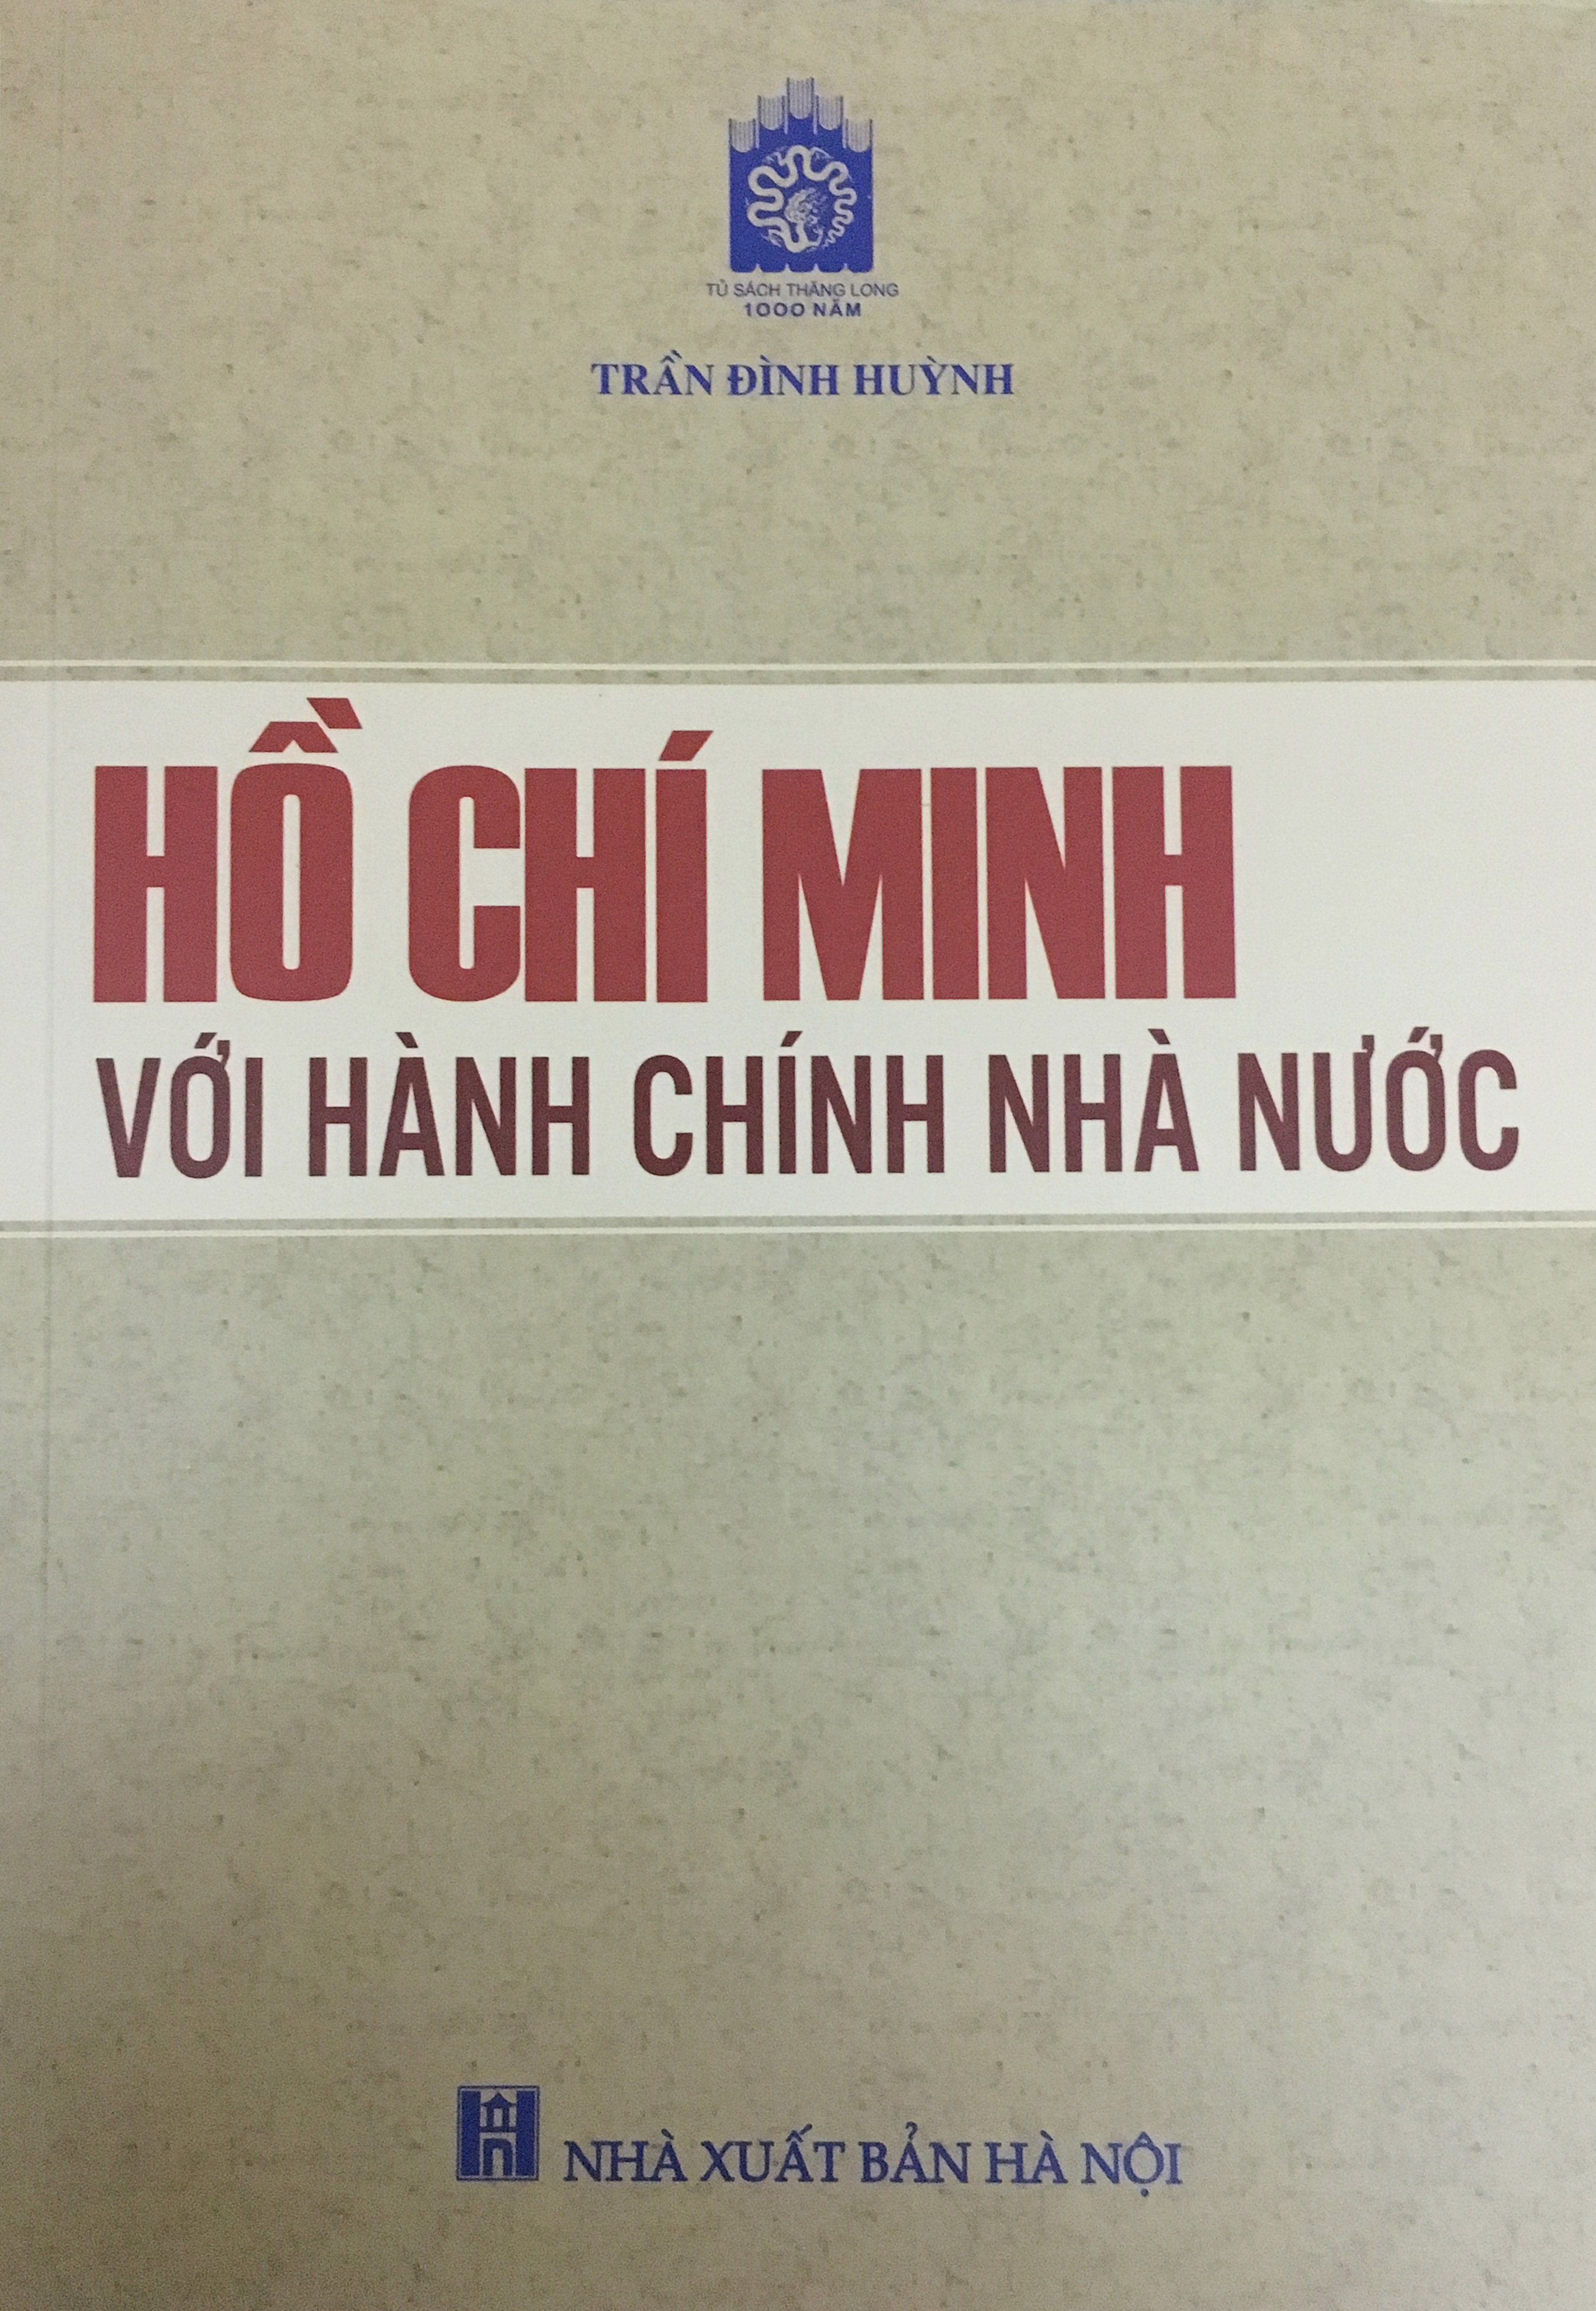 TỦ SÁCH THĂNG LONG
1000 NĂM
TRẦN ĐÌNH HUỲNH
HỒ CHÍ MINH
VỚI HÀNH CHÍNH NHÀ NƯỚC
NHÀ XUẤT BẢN HÀ NỘI